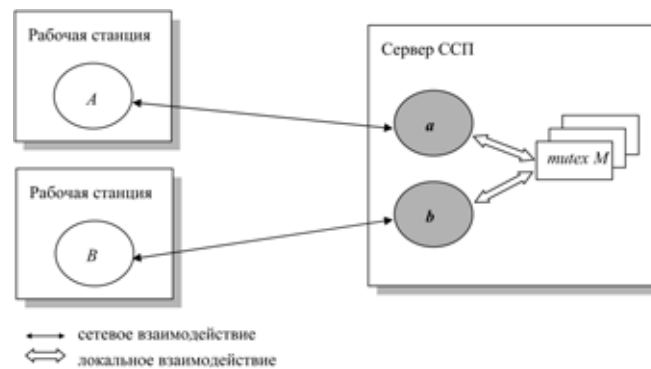 Рабочая станция
A
Сервер ССП
a
mutex M
Рабочая станция
b
B
сетевое взаимодействие
локальное взаимодействие